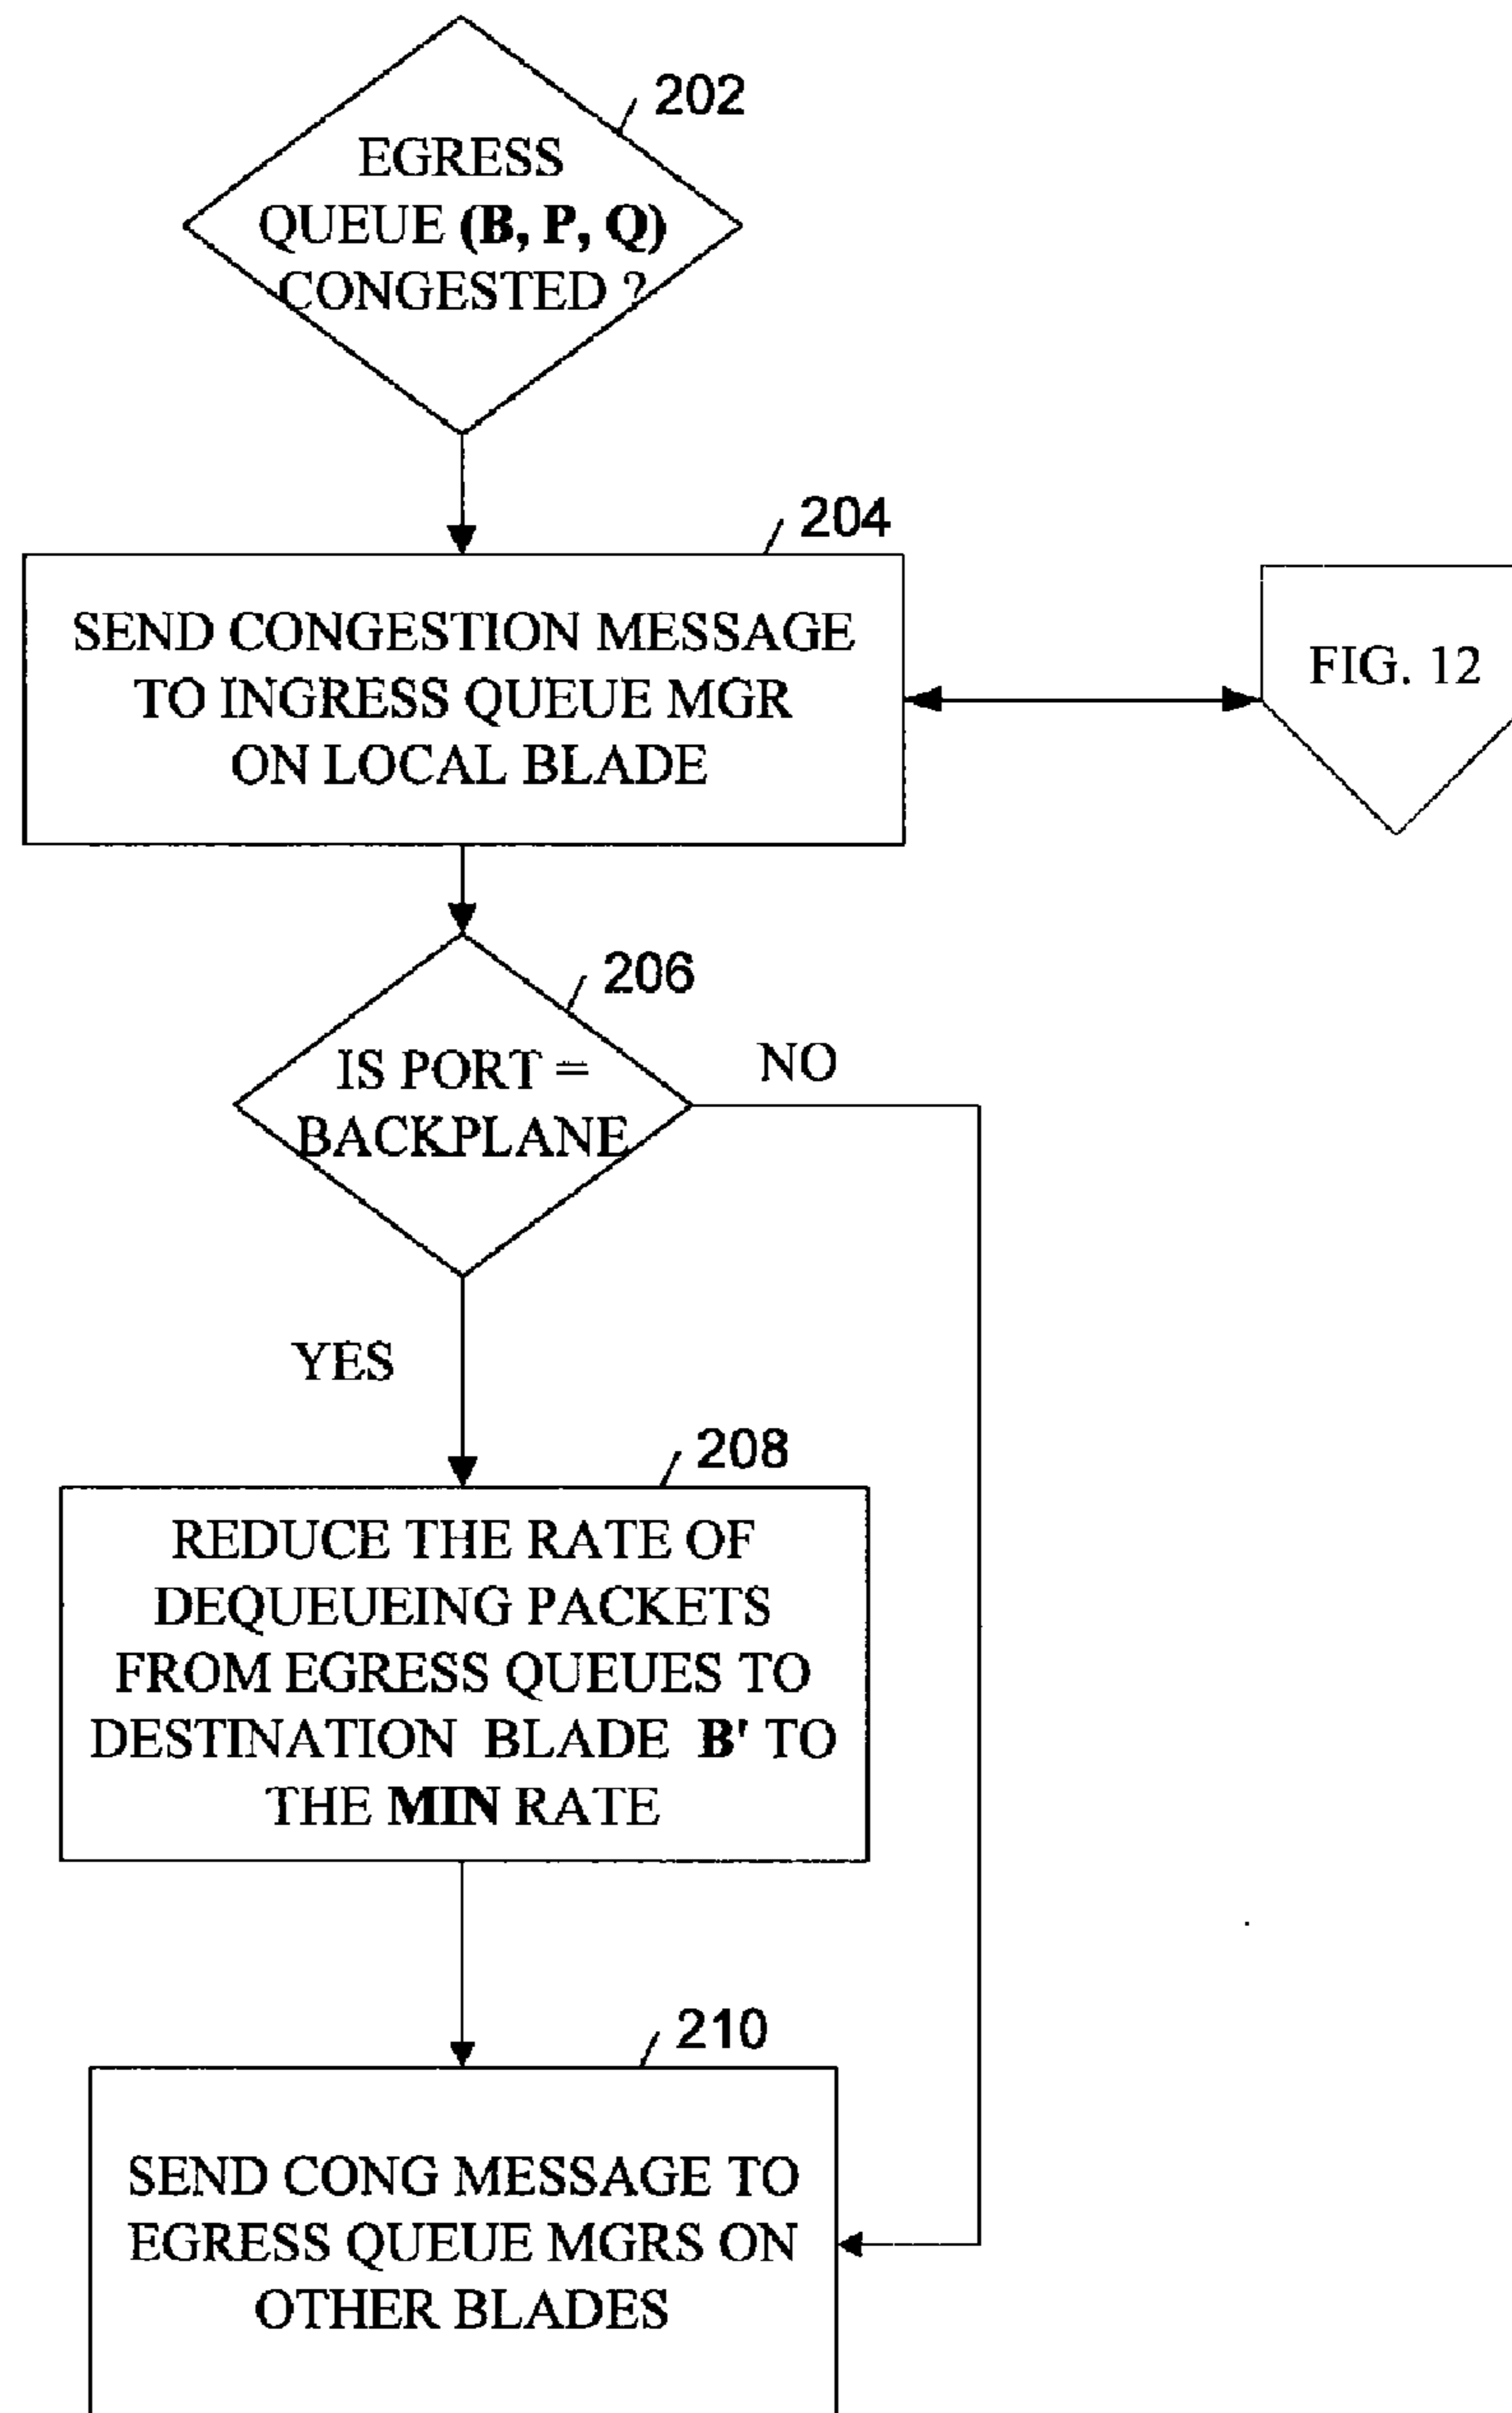 202
EGRESS
QUEUE (B, P, Q)
CONGESTED ?
204
SEND CONGESTION MESSAGE
TO INGRESS QUEUE MGR
ON LOCAL BLADE
FIG. 12
206
IS PORT =
BACKPLANE
NO
YES
208
REDUCE THE RATE OF
DEQUEUEING PACKETS
FROM EGRESS QUEUES TO
DESTINATION BLADE B' TO
THE MIN RATE
210
SEND CONG MESSAGE TO
EGRESS QUEUE MGRS ON
OTHER BLADES